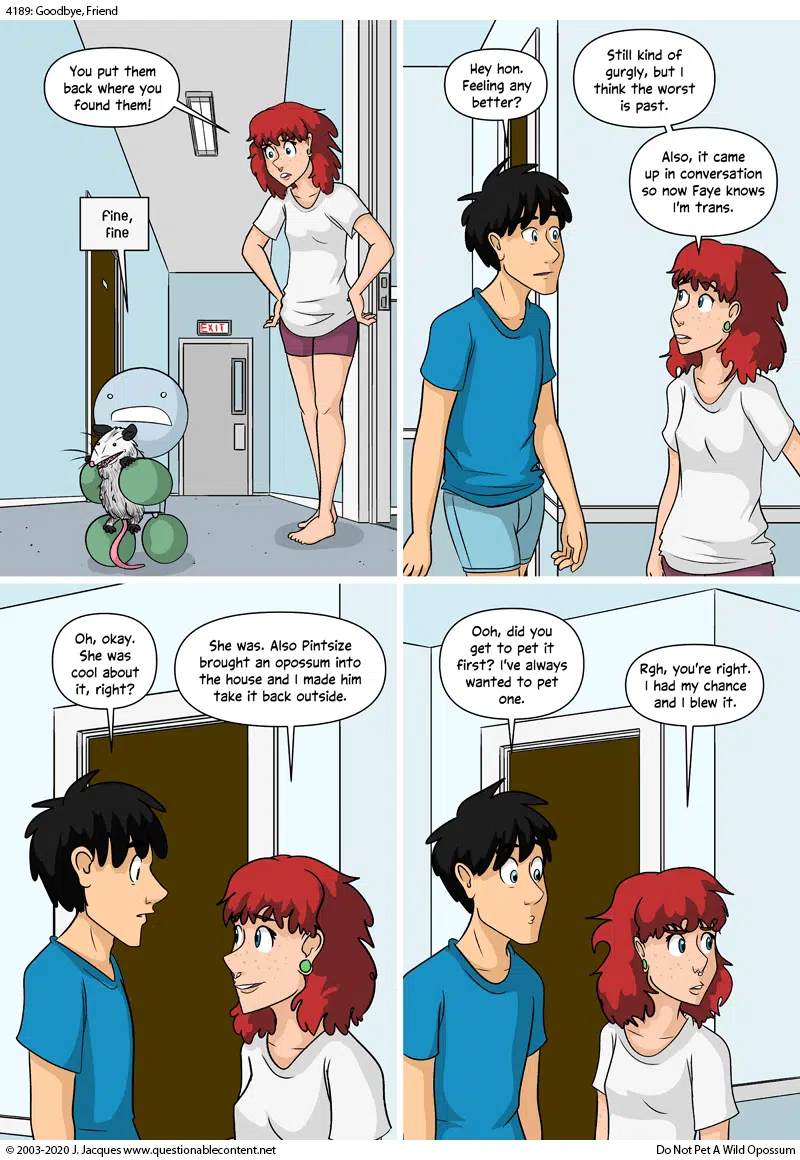 4189: Goodbye, Friend
You put them
back where you
found them!
Fine,
fine
EXIT
Hey hon.
Feeling any
better?
Still kind of
gurgly, but I
think the worst
is past.
Also, it came
up in conversation
so now Faye knows
I'm trans.
Oh, okay.
She was
cool about
it, right?
She was. Also Pintsize
brought an opossum into
the house and I made him
take it back outside.
Ooh, did you
get to pet it
first? I've always
wanted to pet
one.
Rgh, you're right.
I had my chance
and I blew it.
© 2003-2020 J. Jacques www.questionablecontent.net
Do Not Pet A Wild Opossum